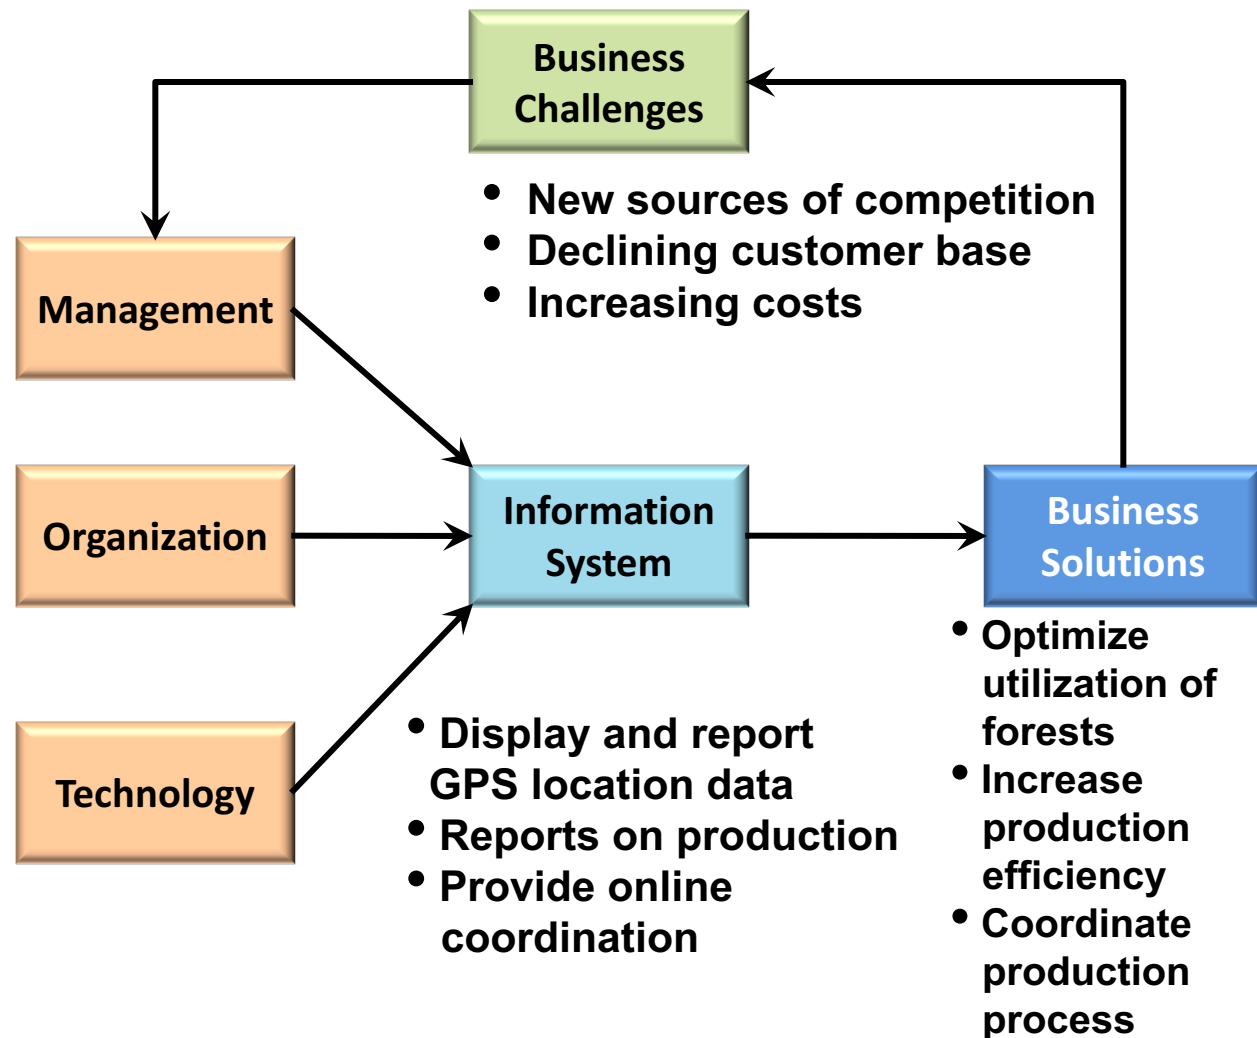 Business
Challenges
• New sources of competition
• Declining customer base
• Increasing costs
Management
Organization
Information
System
Business
Solutions
Technology
• Display and report
GPS location data
• Reports on production
• Provide online
coordination
• Optimize
utilization of
forests
• Increase
production
efficiency
• Coordinate
production
process